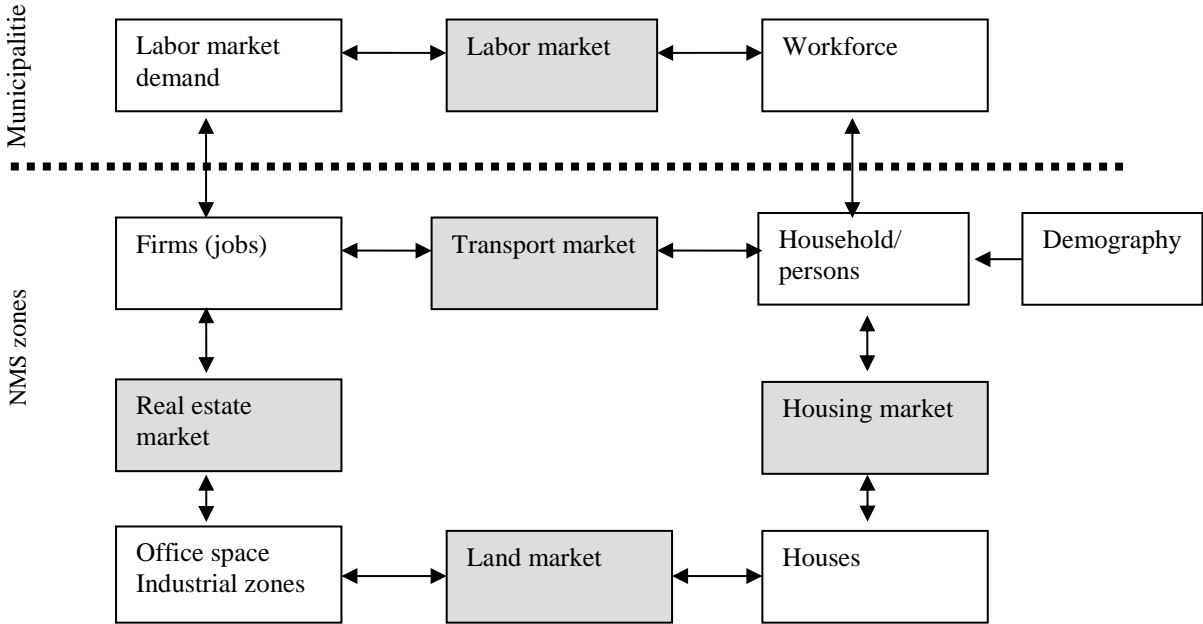 Municipalitie
Labor market
demand
Labor market
Workforce
NMS zones
Firms (jobs)
Transport market
Household/
persons
Demography
Real estate
market
Housing market
Office space
Industrial zones
Land market
Houses